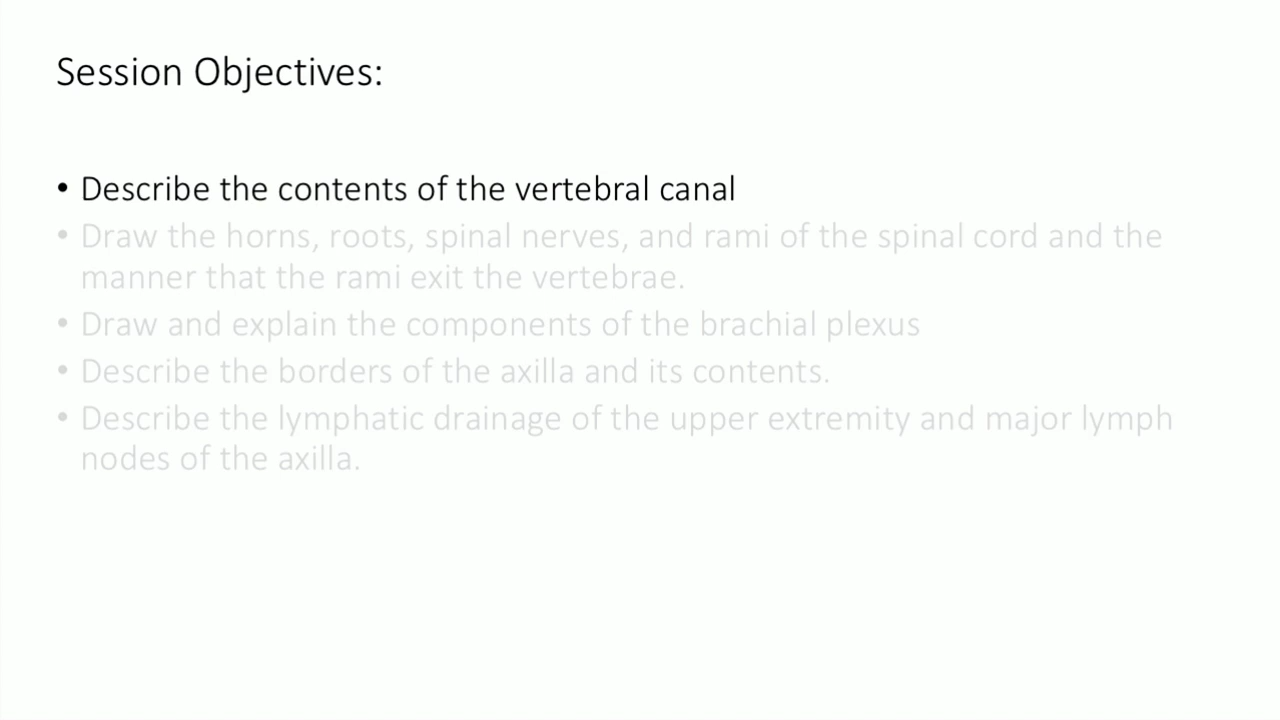 Session Objectives:
• Describe the contents of the vertebral canal
• Draw the horns, roots, spinal nerves, and rami of the spinal cord and the
manner that the rami exit the vertebrae.
• Draw and explain the components of the brachial plexus
• Describe the borders of the axilla and its contents.
• Describe the lymphatic drainage of the upper extremity and major lymph
nodes of the axilla.